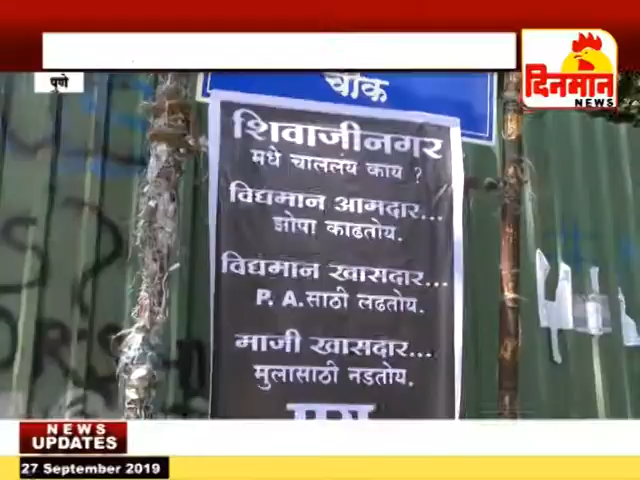 पुणे
दिनमान
NEWS
चौक
शिवाजीनगर
मधे चाललंय काय ?
विद्यमान आमदार...
झोपा काढतोय.
विद्यमान खासदार...
P. A. साठी लढतोय.
माजी खासदार...
मुलासाठी नडतोय.
NEWS
UPDATES
27 September 2019